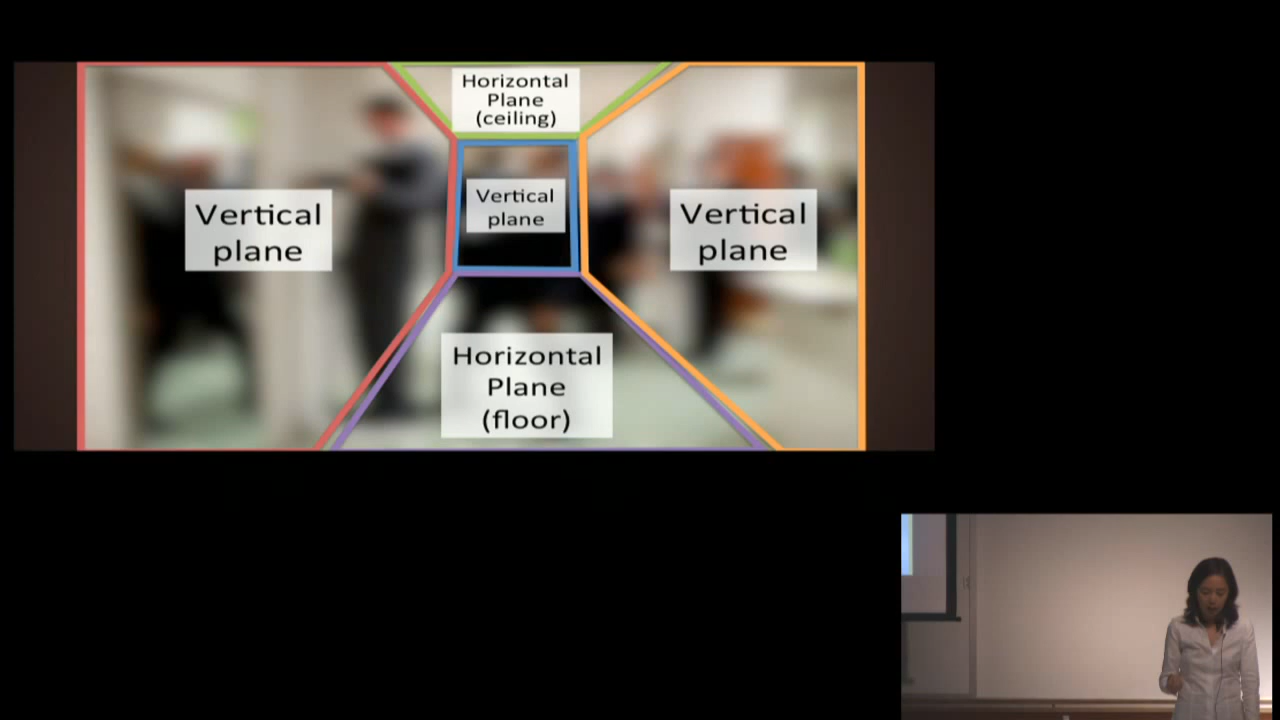 Horizontal
Plane
(ceiling)
Vertical
plane
Vertical
plane
Vertical
plane
Horizontal
Plane
(floor)